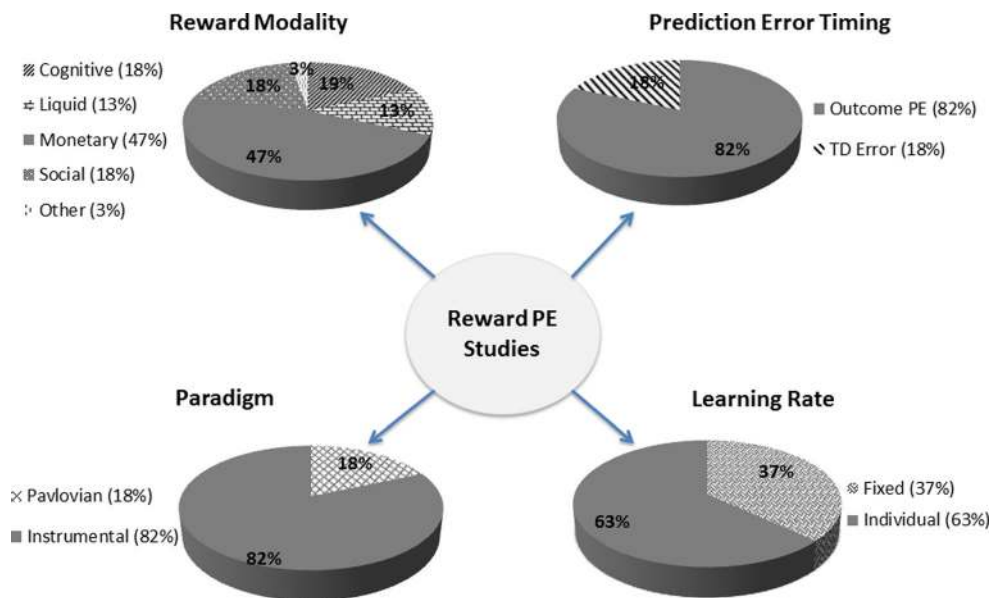 Reward Modality
Cognitive (18%)
Liquid (13%)
Monetary (47%)
Social (18%)
Other (3%)
3%
19%
18%
13%
47%
Prediction Error Timing
18%
82%
Outcome PE (82%)
TD Error (18%)
Reward PE
Studies
Paradigm
Pavlovian (18%)
Instrumental (82%)
18%
82%
Learning Rate
37%
63%
Fixed (37%)
Individual (63%)